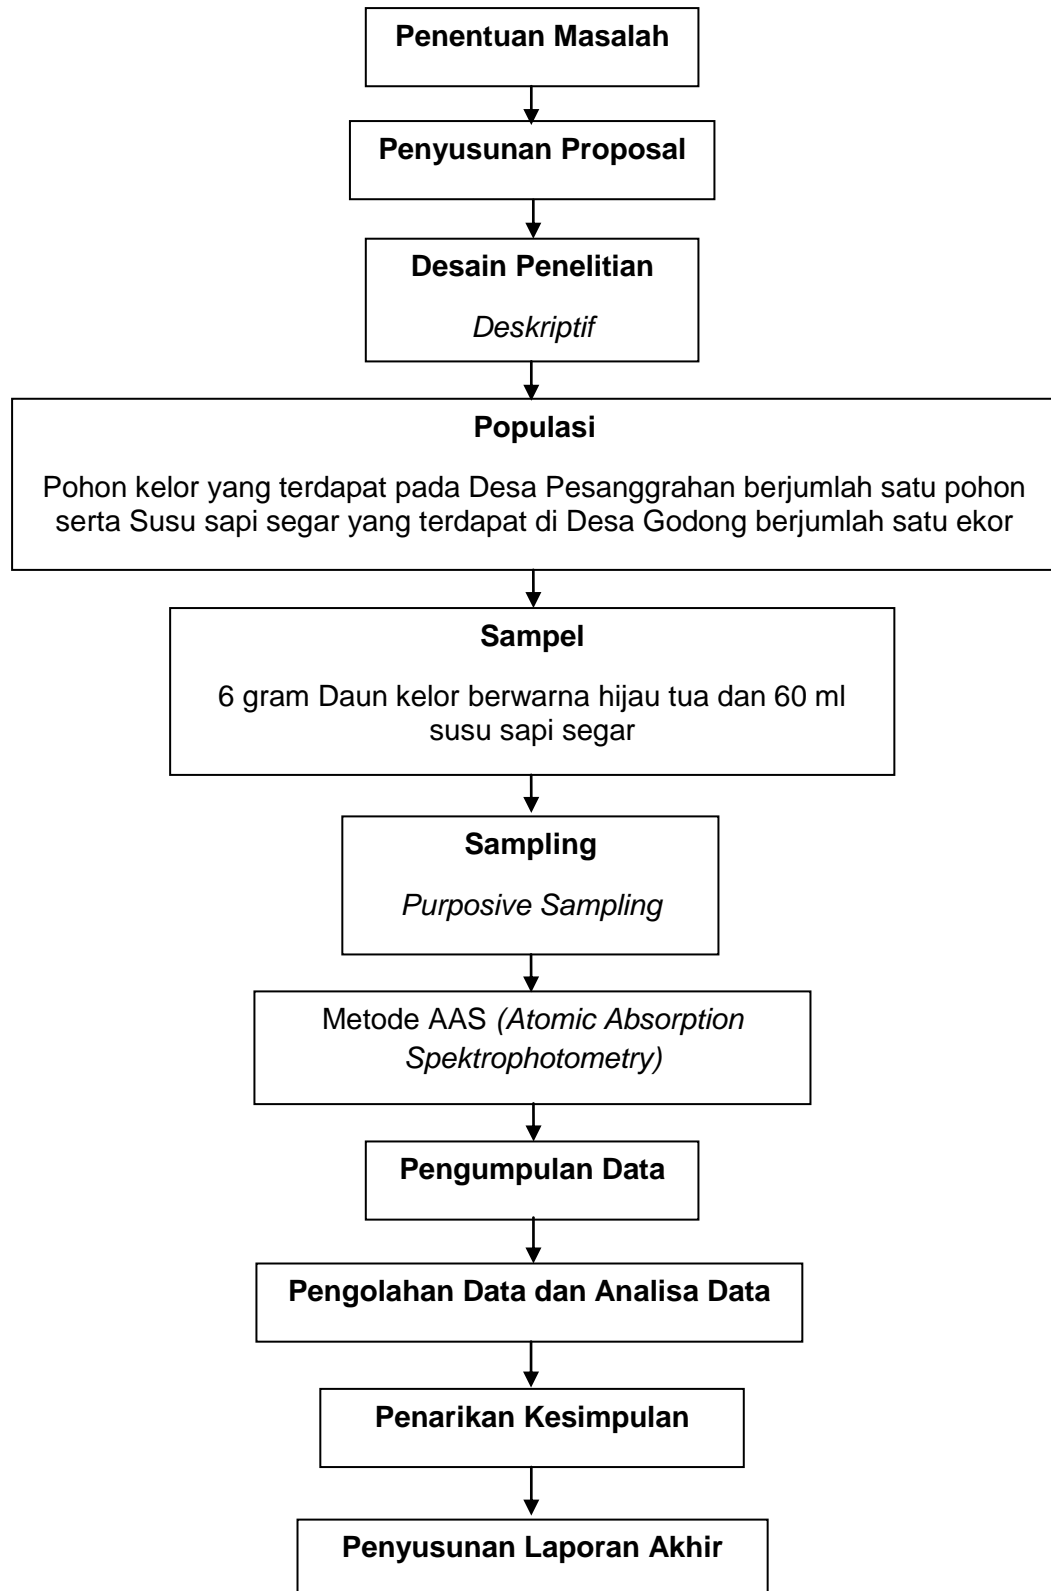 Penentuan Masalah
Penyusunan Proposal
Desain Penelitian
Deskriptif
Populasi
Pohon kelor yang terdapat pada Desa Pesanggrahan berjumlah satu pohon
serta Susu sapi segar yang terdapat di Desa Godong berjumlah satu ekor
Sampel
6 gram Daun kelor berwarna hijau tua dan 60 ml
susu sapi segar
Sampling
Purposive Sampling
Metode AAS (Atomic Absorption
Spektrophotometry)
Pengumpulan Data
Pengolahan Data dan Analisa Data
Penarikan Kesimpulan
Penyusunan Laporan Akhir